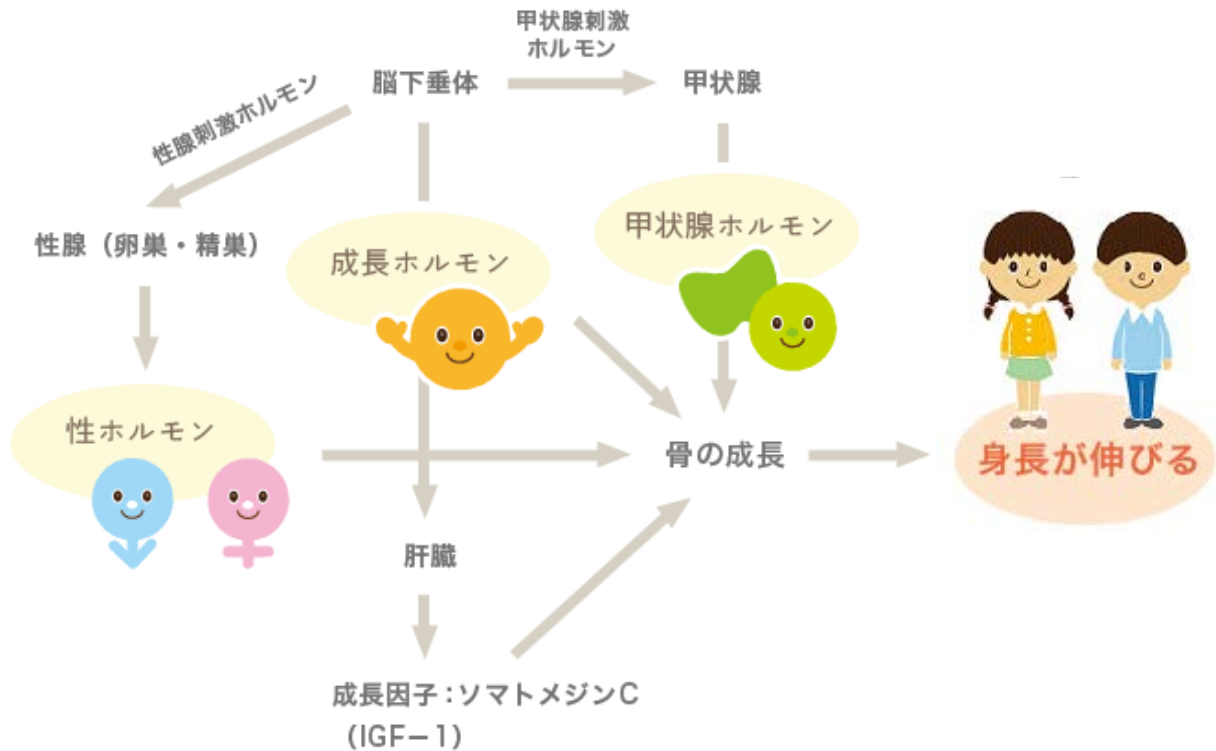 甲状腺刺激
ホルモン
脳下垂体
甲状腺
性腺刺激ホルモン
性腺（卵巣・精巣）
成長ホルモン
甲状腺ホルモン
性ホルモン
骨の成長
身長が伸びる
肝臓
成長因子：ソマトメジンC
（IGF－1）